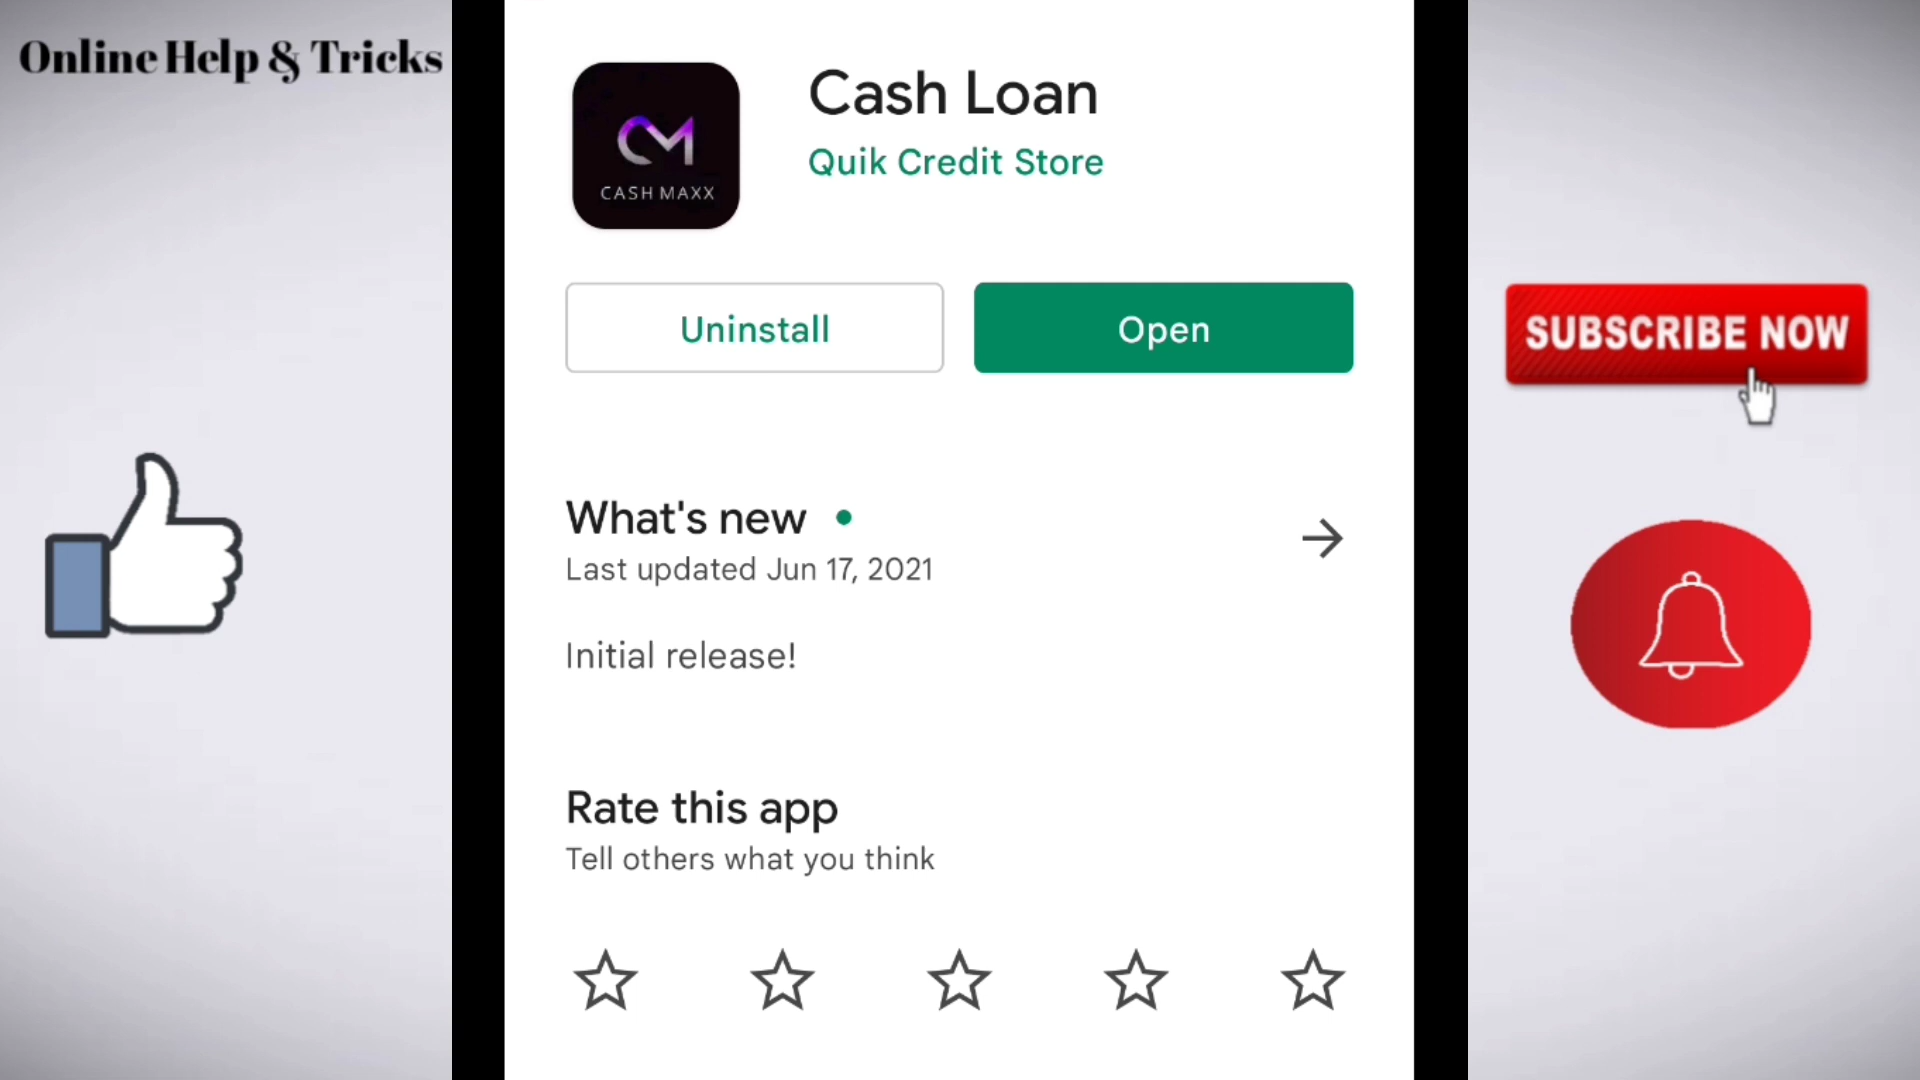 Online Help & Tricks
CASH MAXX
Cash Loan
Quik Credit Store
Uninstall
Open
SUBSCRIBE NOW
What's new
Last updated Jun 17, 2021
Initial release!
Rate this app
Tell others what you think